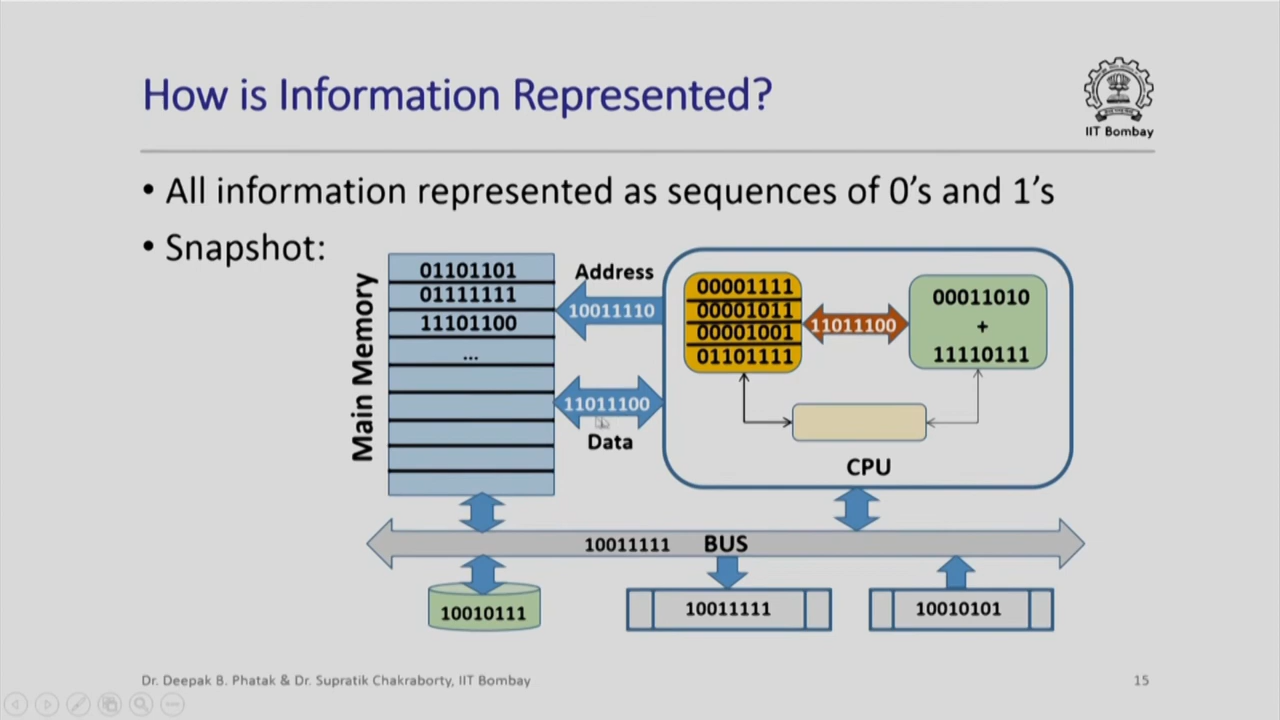 How is Information Represented?
IIT Bombay
• All information represented as sequences of 0's and 1's
• Snapshot:
Main Memory
01101101
01111111
11101100
...
Address
10011110
11011100
Data
00001111
00001011
00001001
01101111
11011100
00011010
+
11110111
CPU
10011111 BUS
10010111
10011111
10010101
Dr. Deepak B. Phatak & Dr. Supratik Chakraborty, IIT Bombay
15